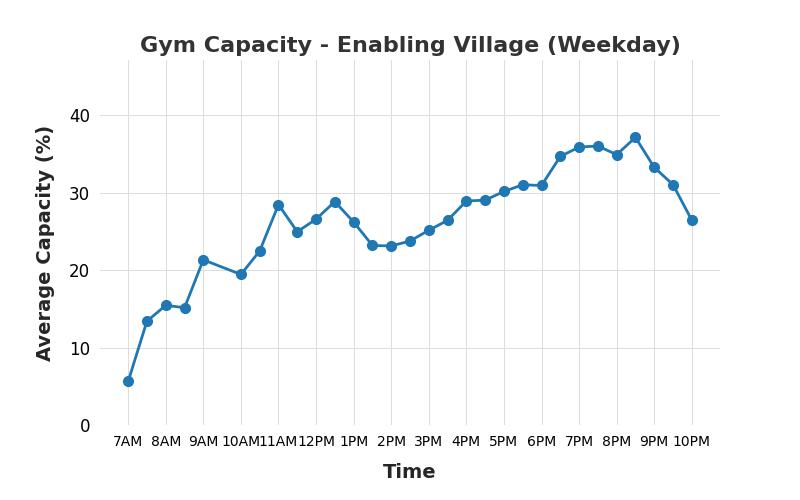 Gym Capacity - Enabling Village (Weekday)
Average Capacity (%)
40
30
20
10
0
7AM 8AM 9AM 10AM 11AM 12PM 1PM 2PM 3PM 4PM 5PM 6PM 7PM 8PM 9PM 10PM
Time